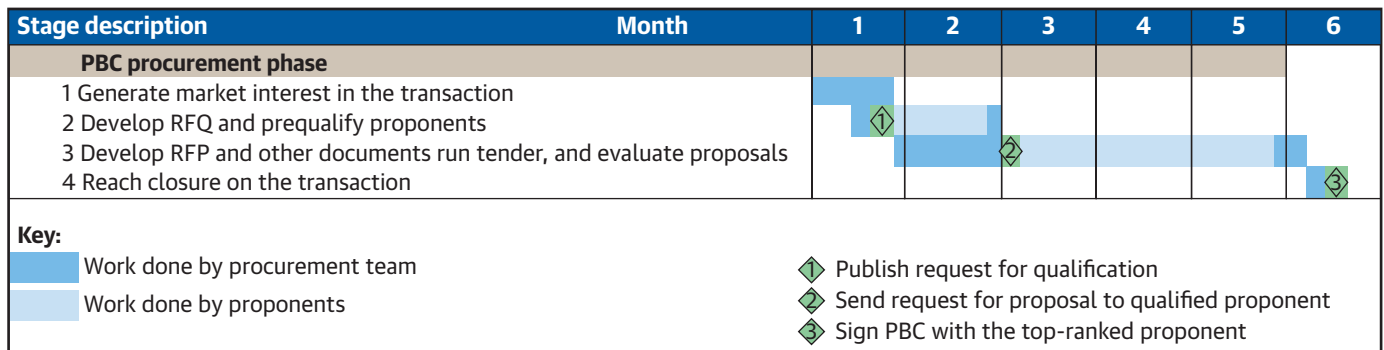 Stage description Month 1 2 3 4 5 6
PBC procurement phase
1 Generate market interest in the transaction
2 Develop RFQ and prequalify proponents 1
3 Develop RFP and other documents run tender, and evaluate proposals 2
4 Reach closure on the transaction 3
Key:
Work done by procurement team
Work done by proponents
1 Publish request for qualification
2 Send request for proposal to qualified proponent
3 Sign PBC with the top-ranked proponent